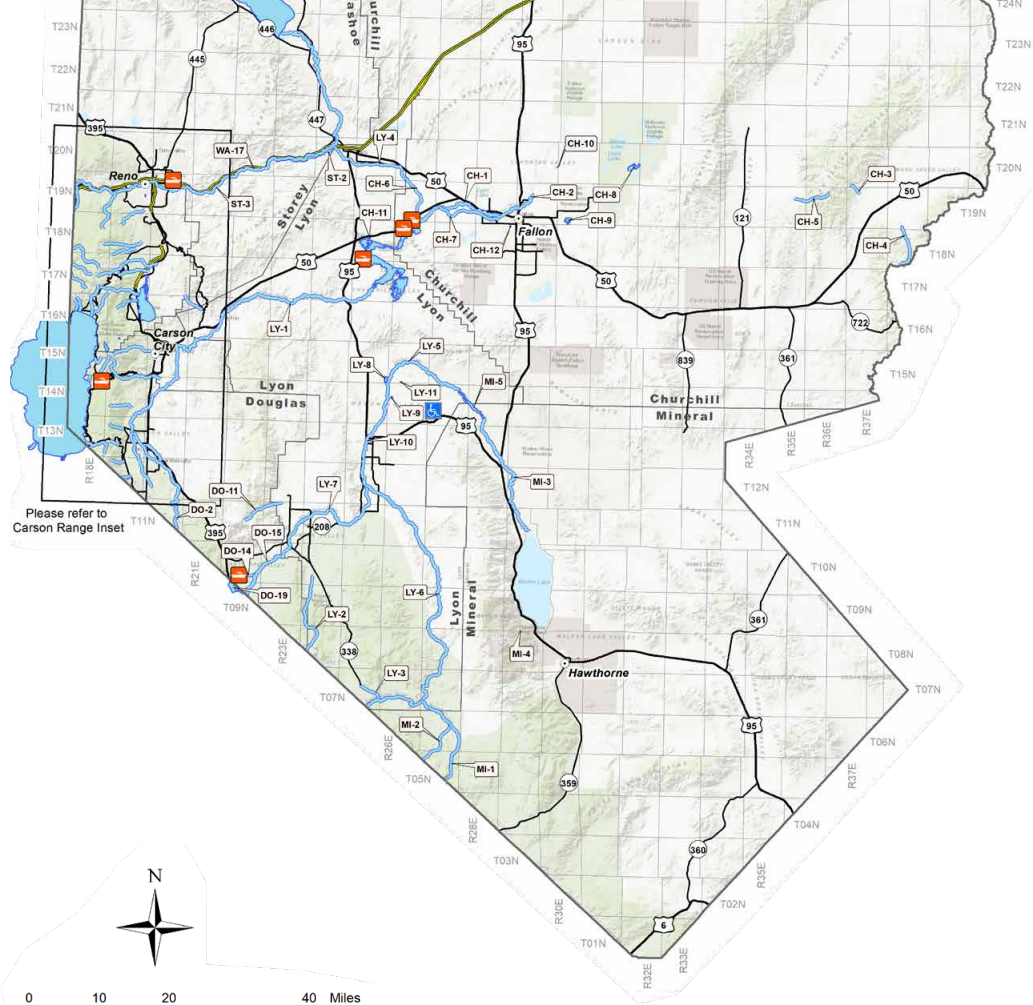 T24N
T23N
446
Washoe
Churchill
95
T23N
445
T22N
T22N
T21N
447
T21N
395
T20N
WA-17
LY-4
CH-10
T20N
Reno
ST-2
CH-6
50
CH-1
CH-2
CH-8
CH-3
50
T19N
ST-3
Storey
Lyon
CH-11
CH-7
Fallon
CH-9
121
CH-5
T19N
T18N
CH-12
CH-4
T18N
50
95
50
T17N
Churchill
Lyon
T17N
T16N
LY-1
722
T16N
Carson
City
95
839
361
T15N
LY-8
LY-5
T15N
T14N
Lyon
Douglas
LY-11
MI-5
Churchill
Mineral
LY-9
95
T13N
LY-10
R18E
R34E
R35E
R36E
R37E
LY-7
MI-3
T12N
DO-11
Please refer to
Carson Range Inset
T11N
DO-2
395
DO-15
208
T11N
DO-14
R21E
T10N
DO-19
T09N
LY-6
T09N
LY-2
Lyon
Mineral
361
R23E
338
MI-4
T08N
Hawthorne
LY-3
T07N
T07N
MI-2
95
R26E
T06N
MI-1
T05N
359
R37E
R28E
T04N
T03N
360
R35E
N
R30E
T02N
6
T01N
R32E
R33E
0 10 20 40 Miles